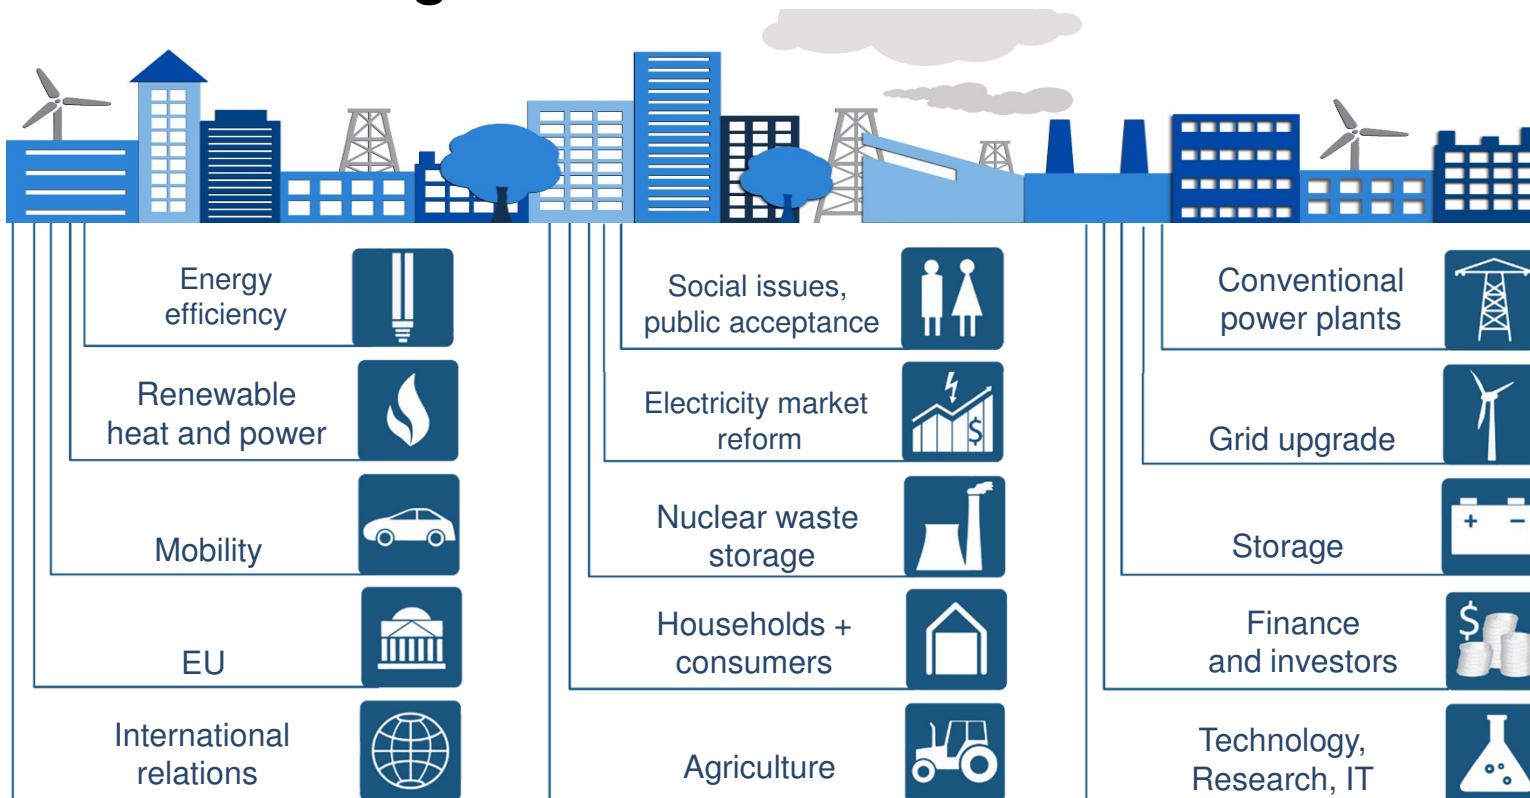 Energy
efficiency
Renewable
heat and power
Mobility
EU
International
relations
Social issues,
public acceptance
Electricity market
reform
$
Nuclear waste
storage
Households +
consumers
Agriculture
Conventional
power plants
Grid upgrade
Storage
+ −
Finance
and investors
$
Technology,
Research, IT